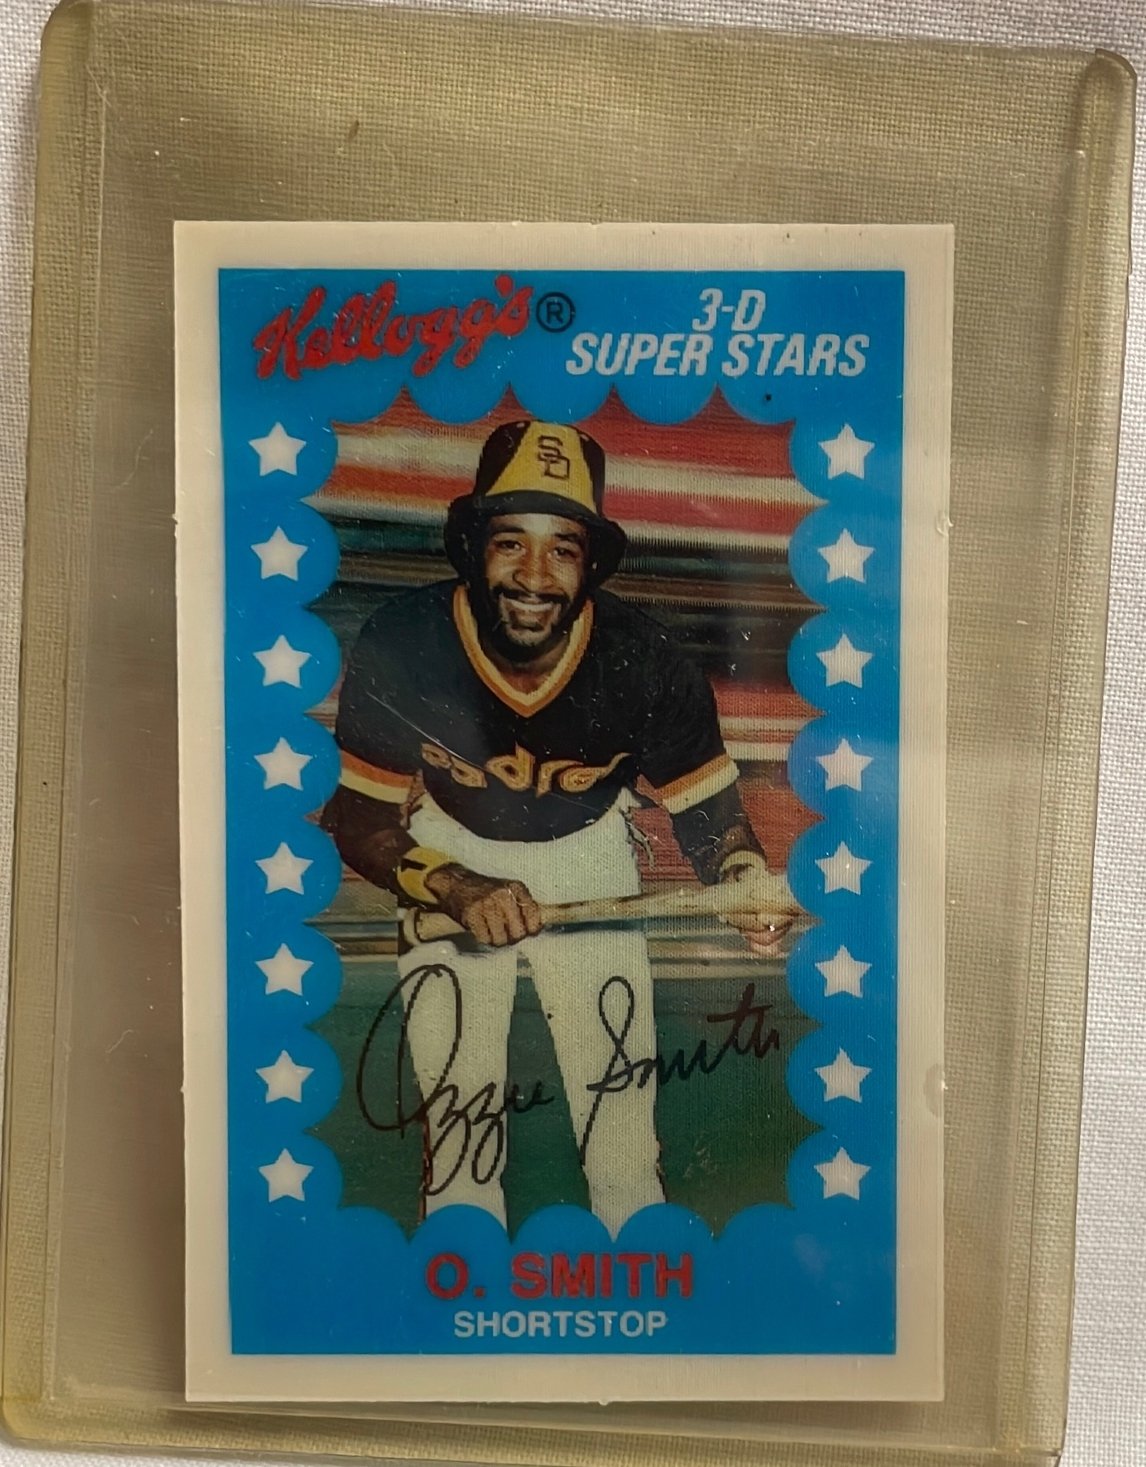 Kellogg's®
3-D
SUPER STARS
SD
padres
Ozzie Smith
O. SMITH
SHORTSTOP